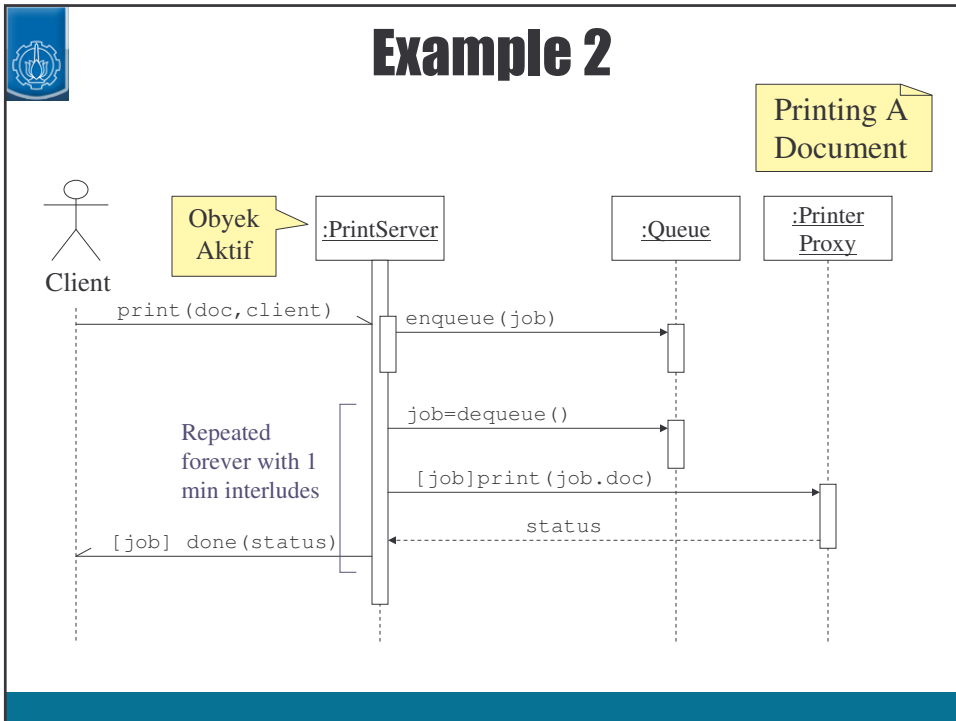 Example 2
Printing A
Document
Obyek
Aktif
:PrintServer
:Queue
:Printer
Proxy
Client
print(doc,client)
enqueue(job)
job=dequeue()
Repeated
forever with 1
min interludes
[job]print(job.doc)
status
[job] done(status)